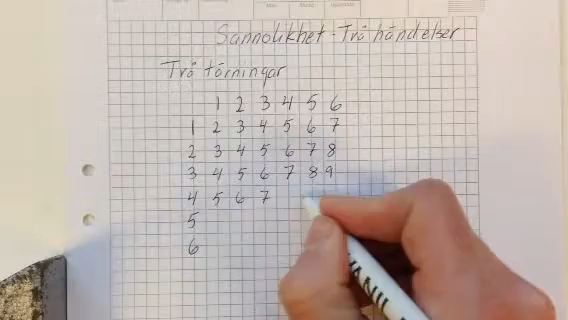 Sannolikhet - Två händelser
Två tärningar
1 2 3 4 5 6
1 2 3 4 5 6 7
2 3 4 5 6 7 8
3 4 5 6 7 8 9
4 5 6 7
5
6